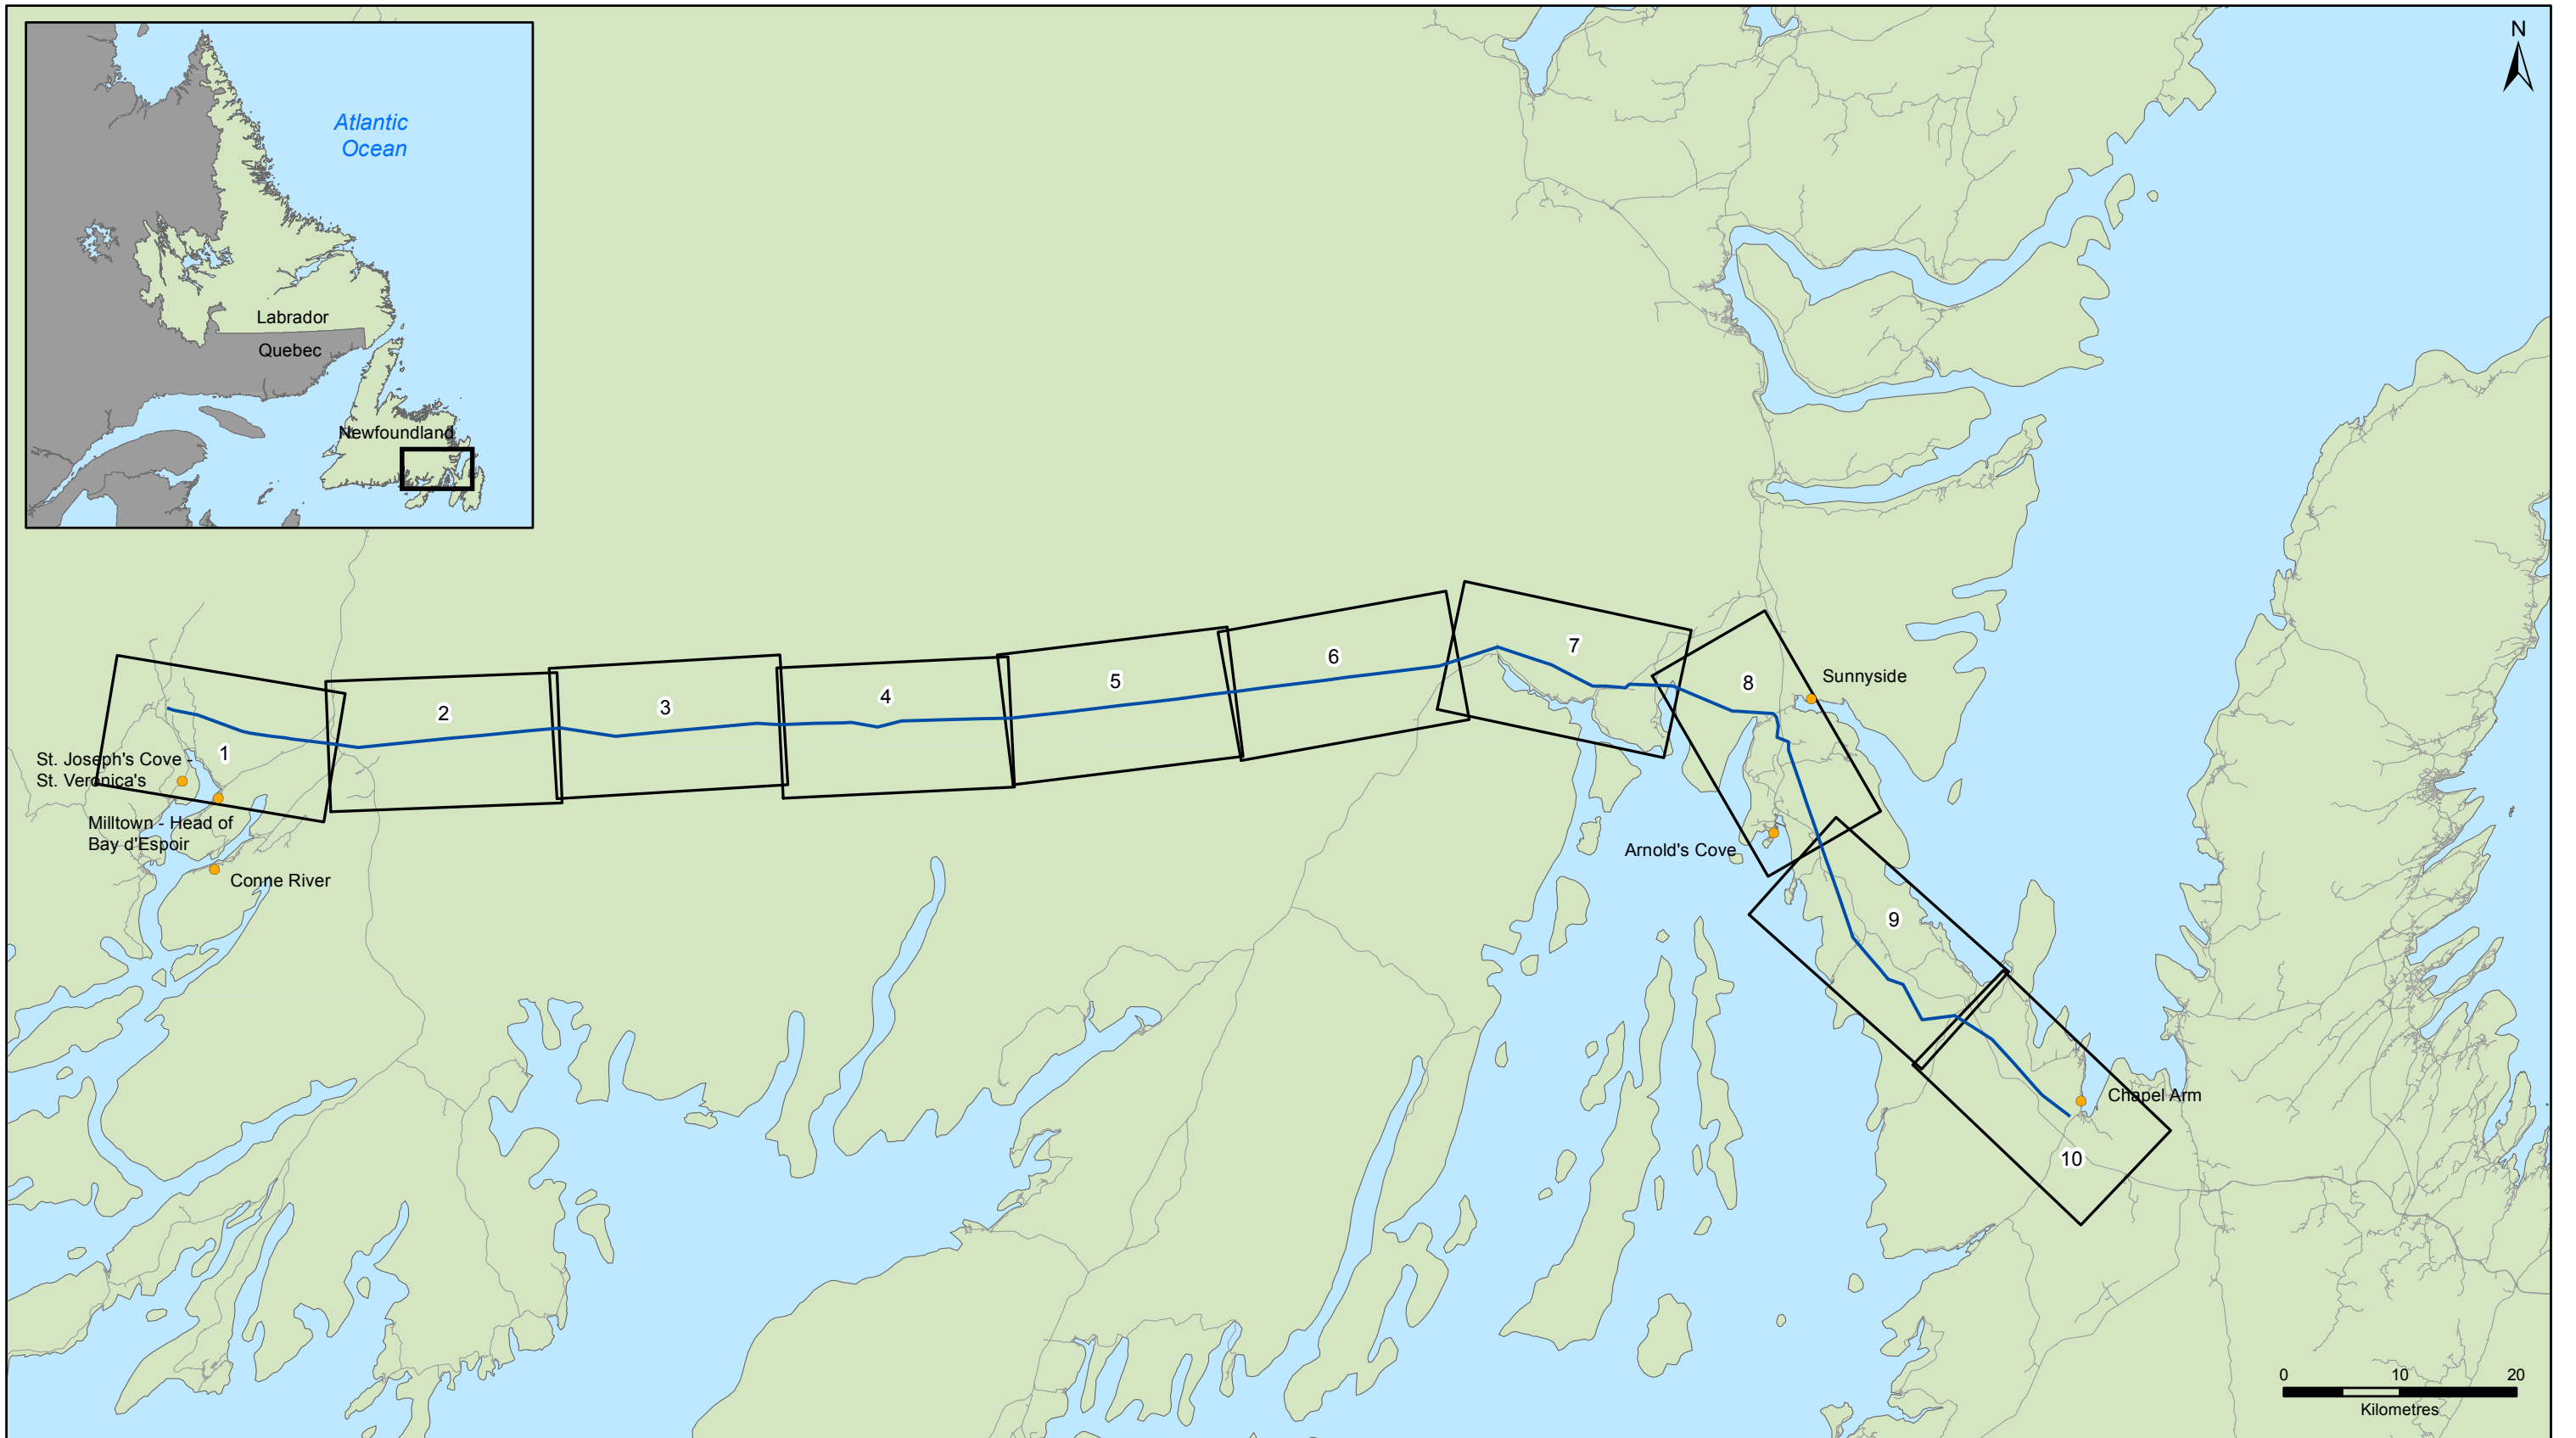 N
Atlantic
Ocean
Labrador
Quebec
Newfoundland
7
6
Sunnyside
5
8
4
3
2
1
St. Joseph's Cove -
St. Veronica's
Milltown - Head of
Bay d'Espoir
Arnold's Cove
Conne River
9
Chapel Arm
10
0 10 20
Kilometres